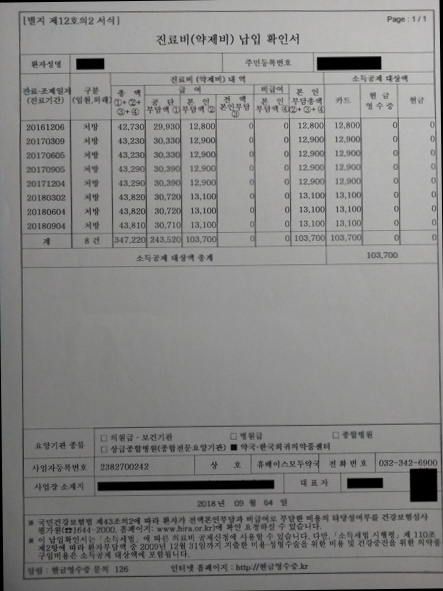 [별지 제12호의2 서식]
Page : 1 / 1
진료비(약제비) 납입 확인서
환자성명 주민등록번호
진료비 (약제비) 내 역 소득공제 대상액
진료·조제일자 (진료기간) 구분 (입원,외래) 총 액 ①+②+③+④ 급 여 비급여 본 인 부담총액 ②+③+④ 카드 현 금 영 수 증 현금
공 단 부담액 ① 본 인 부담액 ② 전 액 본인부담 ③ 본 인 부담액 ④
20161206 처방 42,730 29,930 12,800 0 0 12,800 12,800 0 0
20170309 처방 43,230 30,330 12,900 0 0 12,900 12,900 0 0
20170605 처방 43,230 30,330 12,900 0 0 12,900 12,900 0 0
20170905 처방 43,290 30,390 12,900 0 0 12,900 12,900 0 0
20171204 처방 43,290 30,390 12,900 0 0 12,900 12,900 0 0
20180302 처방 43,820 30,720 13,100 0 0 13,100 13,100 0 0
20180604 처방 43,820 30,720 13,100 0 0 13,100 13,100 0 0
20180904 처방 43,810 30,710 13,100 0 0 13,100 13,100 0 0
계 8 건 347,220 243,520 103,700 0 0 103,700 103,700 0 0
소득공제 대상액 총계 103,700
요양기관 종류 □ 의원급·보건기관 □ 병원급 □ 종합병원
□ 상급종합병원(종합전문요양기관) ■ 약국·한국희귀의약품센터
사업자등록번호 2382700242 상 호 휴베이스모두약국 전 화 번 호 032-342-6900
사업장 소재지 대 표 자
2018 년 09 월 04 일
※ 국민건강보험법 제43조의2에 따라 환자가 전액본인부담과 비급여로 부담한 비용의 타당성여부를 건강보험심사
평가원(☎1644-2000, 홈페이지: www.hira.or.kr)에 확인 요청하실 수 있습니다.
※ 이 납입확인서는 「소득세법」에 따른 의료비 공제신청에 사용할 수 있습니다. 다만, 「소득세법 시행령」 제 110조
제2항에 따라 환자부담액 중 2009년 12월 31일까지 지출한 미용·성형수술을 위한 비용 및 건강증진을 위한 의약품
구입비용은 소득공제 대상액에 포함됩니다.
알림 : 현금영수증 문의 126 인터넷 홈페이지 : http://현금영수증.kr